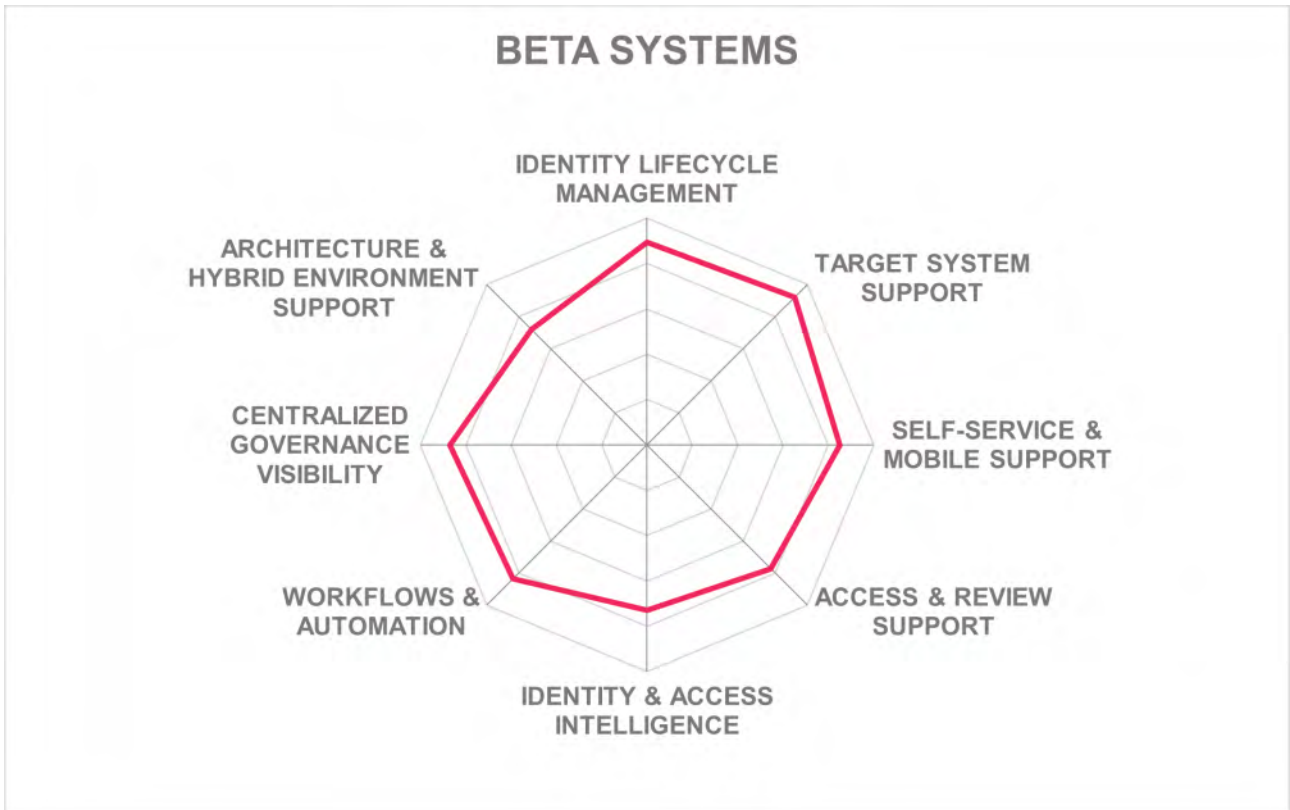 BETA SYSTEMS
IDENTITY LIFECYCLE
MANAGEMENT
ARCHITECTURE &
HYBRID ENVIRONMENT
SUPPORT
TARGET SYSTEM
SUPPORT
CENTRALIZED
GOVERNANCE
VISIBILITY
SELF-SERVICE &
MOBILE SUPPORT
WORKFLOWS &
AUTOMATION
ACCESS & REVIEW
SUPPORT
IDENTITY & ACCESS
INTELLIGENCE